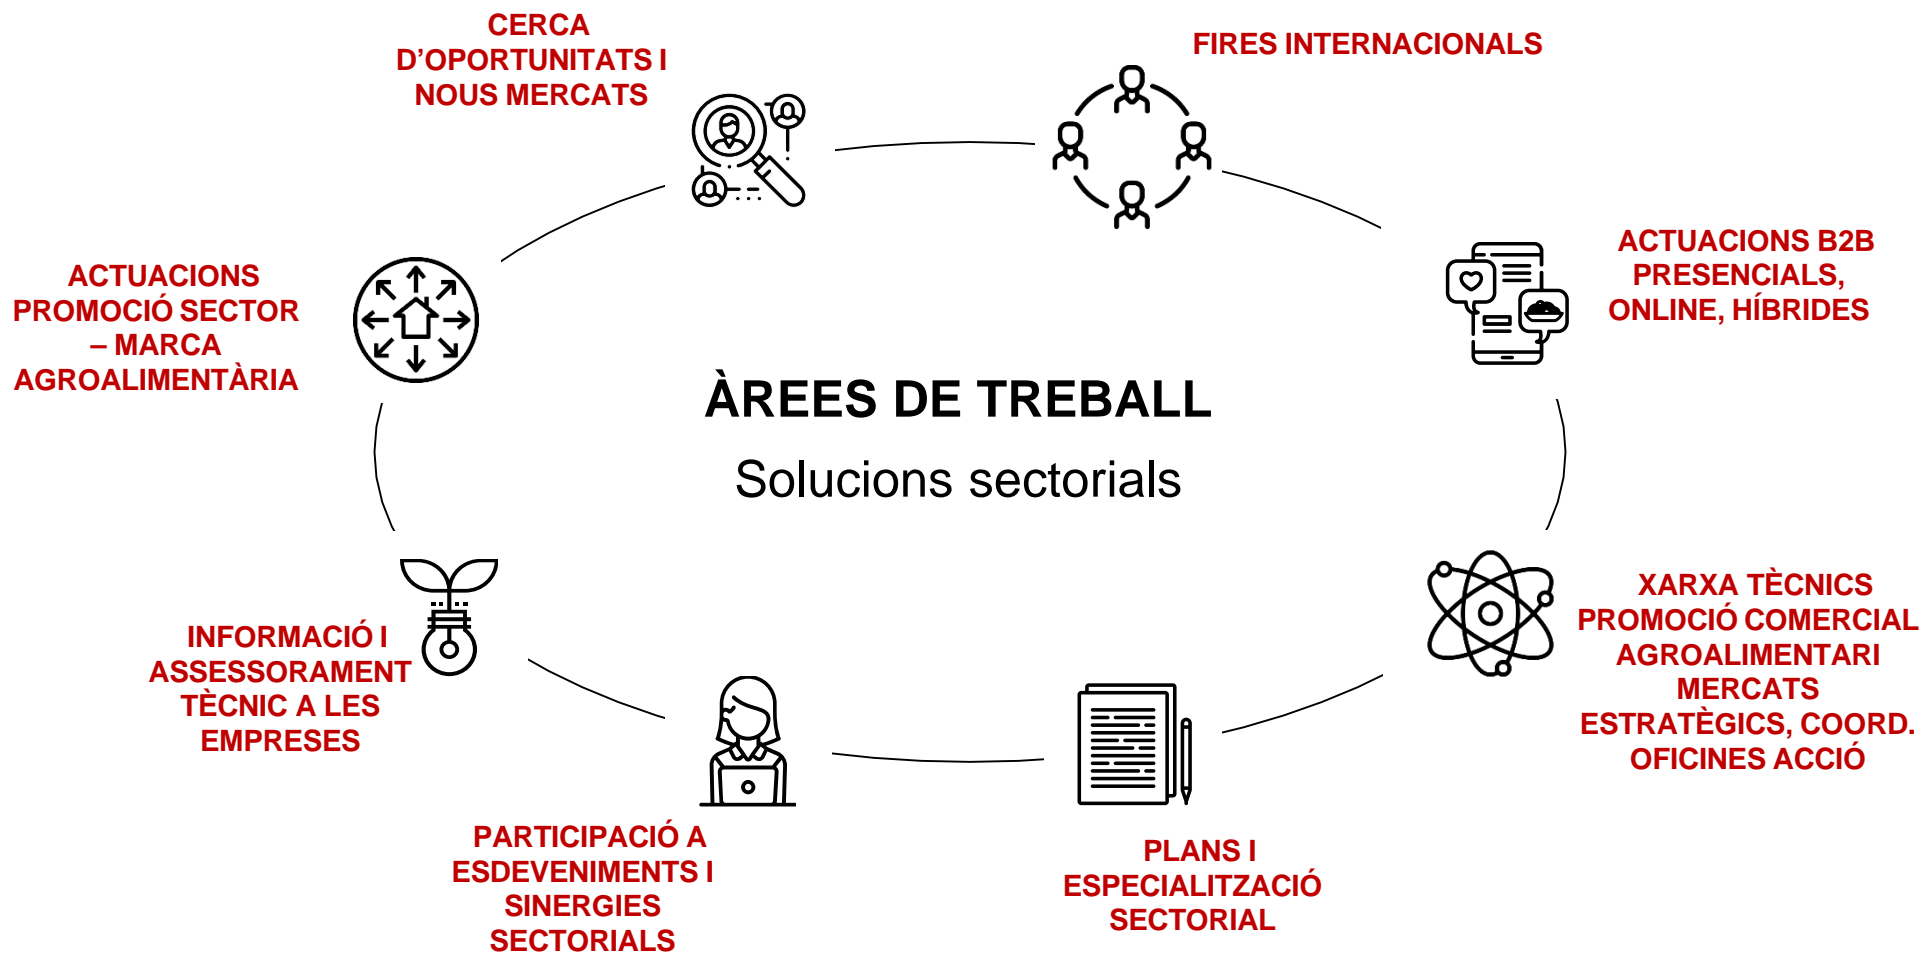 CERCA
D’OPORTUNITATS I
NOUS MERCATS
FIRES INTERNACIONALS
ACTUACIONS B2B
PRESENCIALS,
ONLINE, HÍBRIDES
ACTUACIONS
PROMOCIÓ SECTOR
– MARCA
AGROALIMENTÀRIA
ÀREES DE TREBALL
Solucions sectorials
XARXA TÈCNICS
PROMOCIÓ COMERCIAL
AGROALIMENTARI
MERCATS
ESTRATÈGICS, COORD.
OFICINES ACCIÓ
INFORMACIÓ I
ASSESSORAMENT
TÈCNIC A LES
EMPRESES
PARTICIPACIÓ A
ESDEVENIMENTS I
SINERGIES
SECTORIALS
PLANS I
ESPECIALITZACIÓ
SECTORIAL